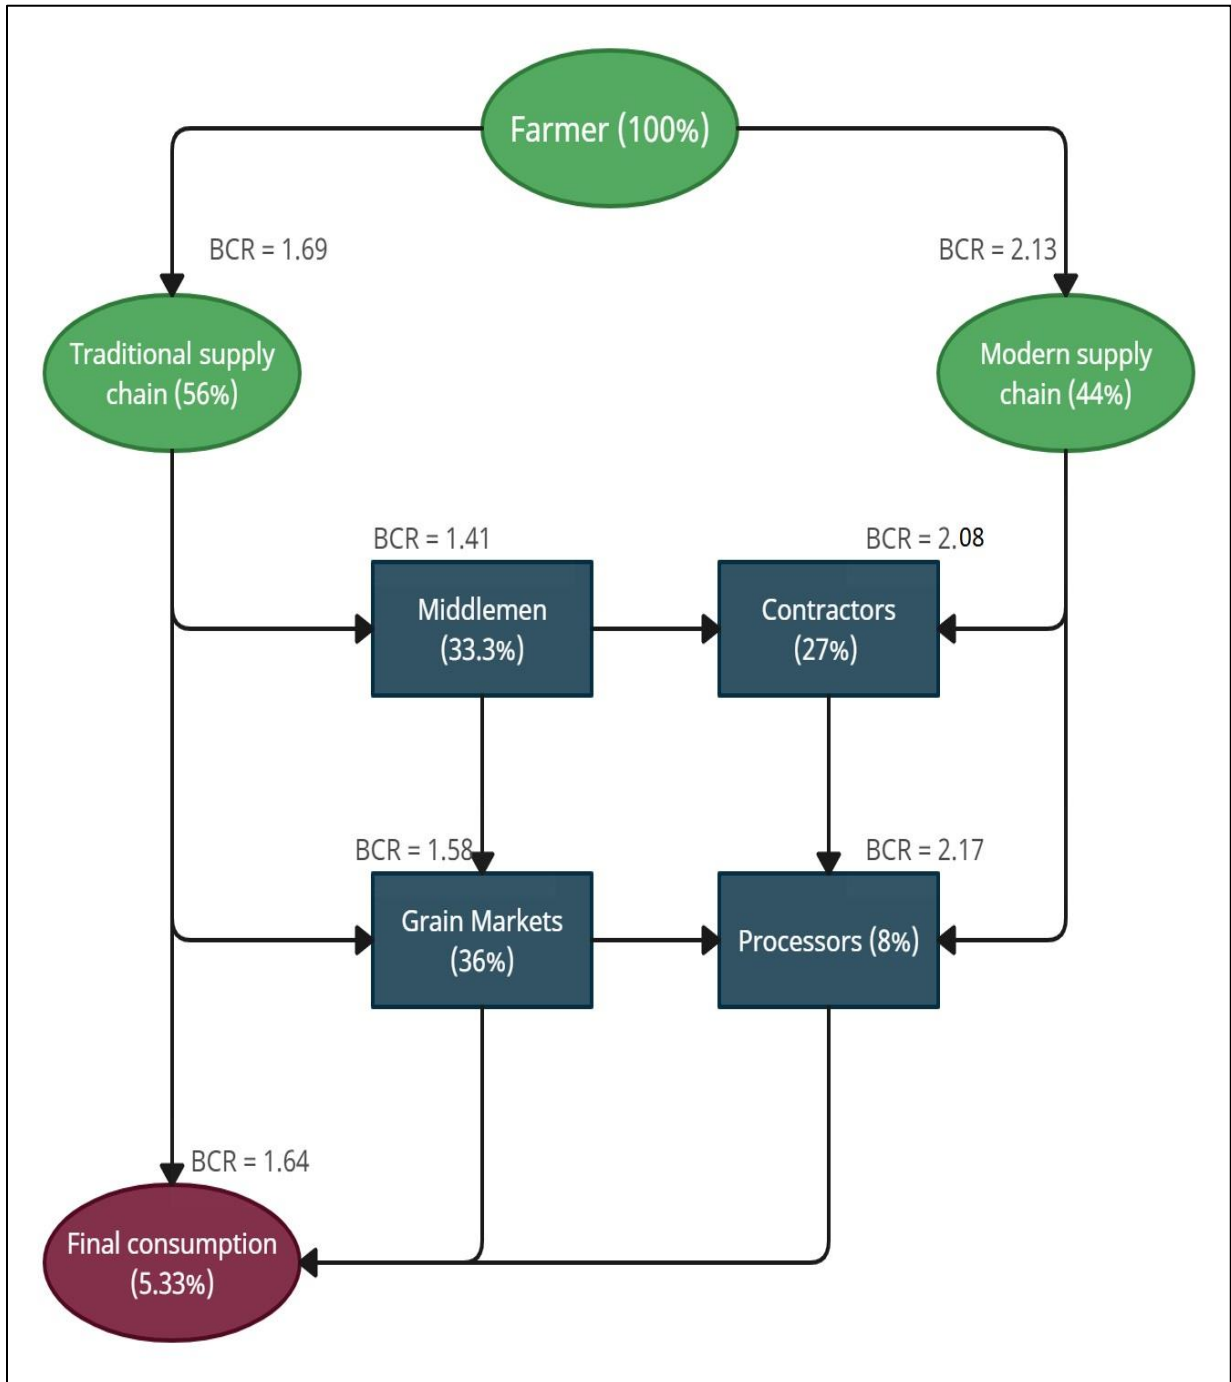 Farmer (100%)
BCR = 1.69
BCR = 2.13
Traditional supply
chain (56%)
Modern supply
chain (44%)
BCR = 1.41
BCR = 2.08
Middlemen
(33.3%)
Contractors
(27%)
BCR = 1.58
BCR = 2.17
Grain Markets
(36%)
Processors (8%)
BCR = 1.64
Final consumption
(5.33%)